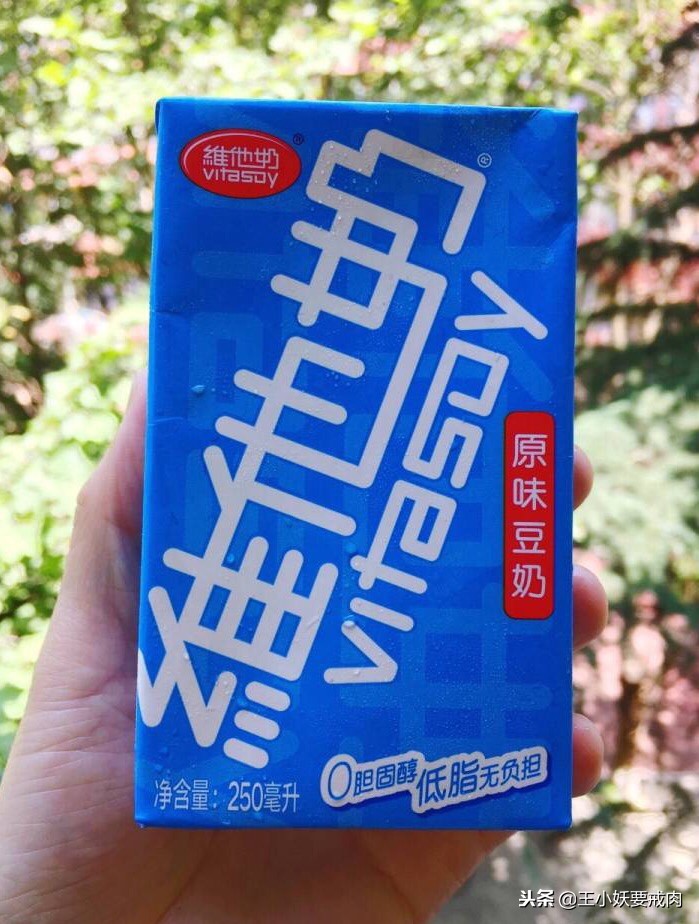 維他奶
vitasoy
®
維他奶
®
vitasoy
原味豆奶
净含量：250毫升
0胆固醇 低脂无负担
头条 @王小妖要戒肉